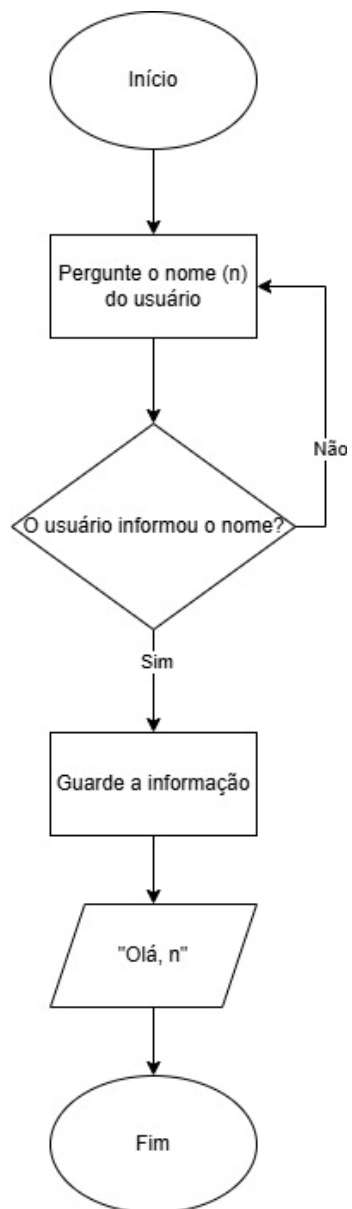 Início
Pergunte o nome (n)
do usuário
Não
O usuário informou o nome?
Sim
Guarde a informação
"Olá, n"
Fim